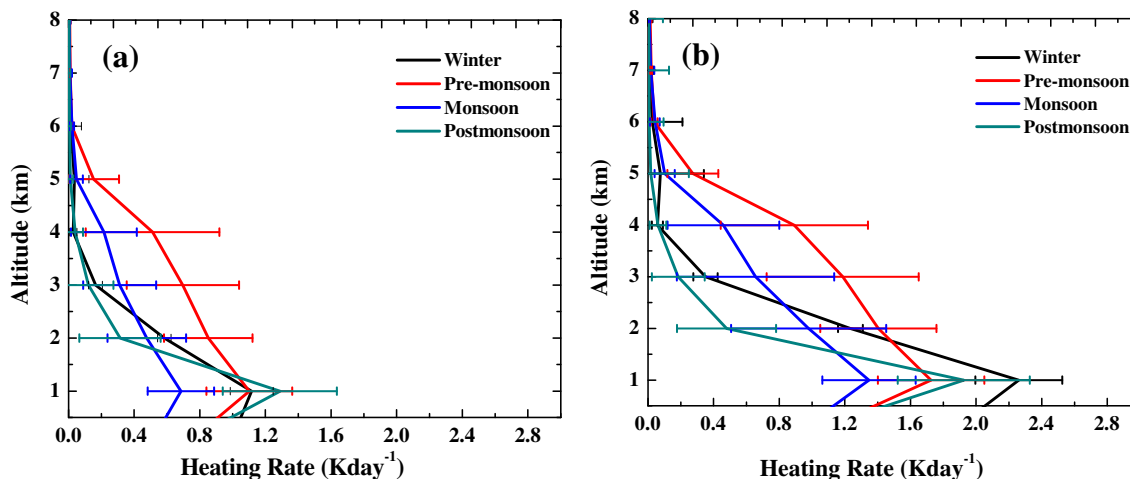 (a)
Winter
Pre-monsoon
Monsoon
Postmonsoon
8
7
6
5
4
3
2
1
Altitude (km)
0.0 0.4 0.8 1.2 1.6 2.0 2.4 2.8
Heating Rate (Kday⁻¹)
(b)
Winter
Pre-monsoon
Monsoon
Postmonsoon
8
7
6
5
4
3
2
1
Altitude (km)
0.0 0.4 0.8 1.2 1.6 2.0 2.4 2.8
Heating Rate (Kday⁻¹)